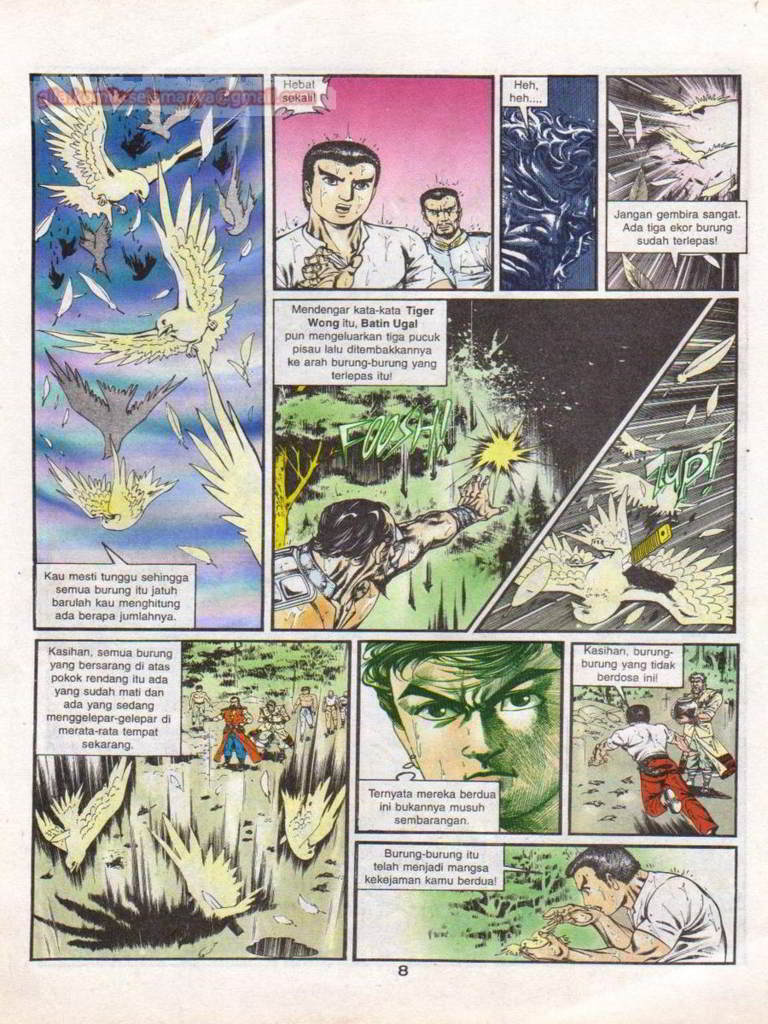 Kau mesti tunggu sehingga
semua burung itu jatuh
barulah kau menghitung
ada berapa jumlahnya.
Hebat
sekali!
Heh,
heh....
Jangan gembira sangat.
Ada tiga ekor burung
sudah terlepas!
Mendengar kata-kata Tiger
Wong itu, Batin Ugal
pun mengeluarkan tiga pucuk
pisau lalu ditembakkannya
ke arah burung-burung yang
terlepas itu!
FOOSH!!
ZUP!
Kasihan, semua burung
yang bersarang di atas
pokok rendang itu ada
yang sudah mati dan
ada yang sedang
menggelepar-gelepar di
merata-rata tempat
sekarang.
Ternyata mereka berdua
ini bukannya musuh
sembarangan.
Kasihan, burung-
burung yang tidak
berdosa ini!
Burung-burung itu
telah menjadi mangsa
kekejaman kamu berdua!
8